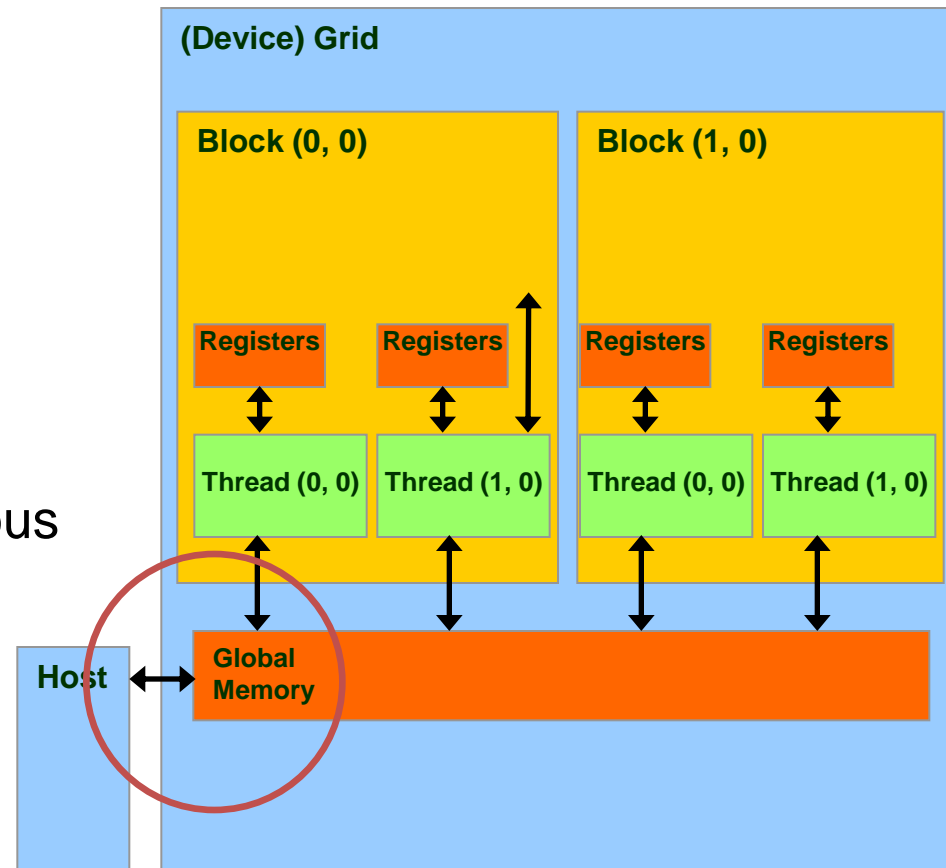 (Device) Grid
Block (0, 0)
Block (1, 0)
Registers
Registers
Registers
Registers
Thread (0, 0)
Thread (1, 0)
Thread (0, 0)
Thread (1, 0)
Host
Global
Memory